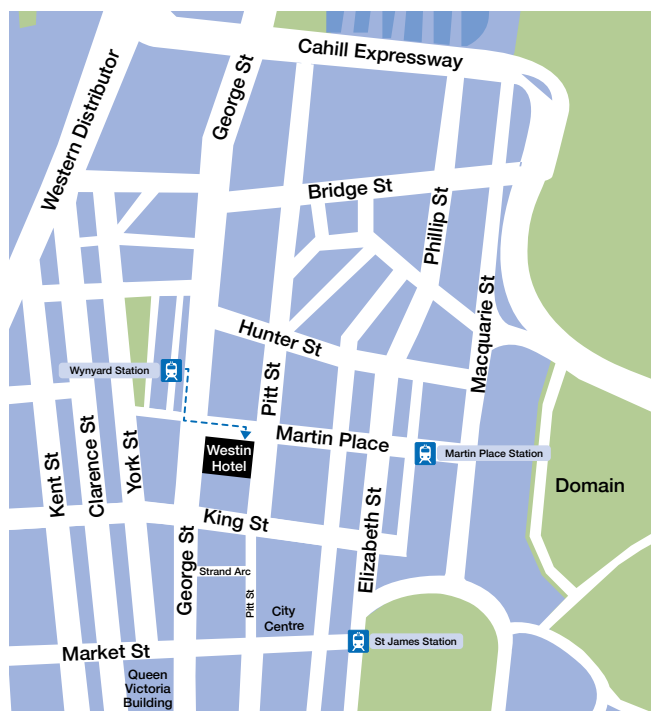 Cahill Expressway
George St
Western Distributor
Bridge St
Phillip St
Macquarie St
Hunter St
Wynyard Station
Pitt St
Martin Place
Martin Place Station
Westin
Hotel
Domain
Kent St
Clarence St
York St
King St
George St
Elizabeth St
Strand Arc
Pitt St
City
Centre
St James Station
Market St
Queen
Victoria
Building